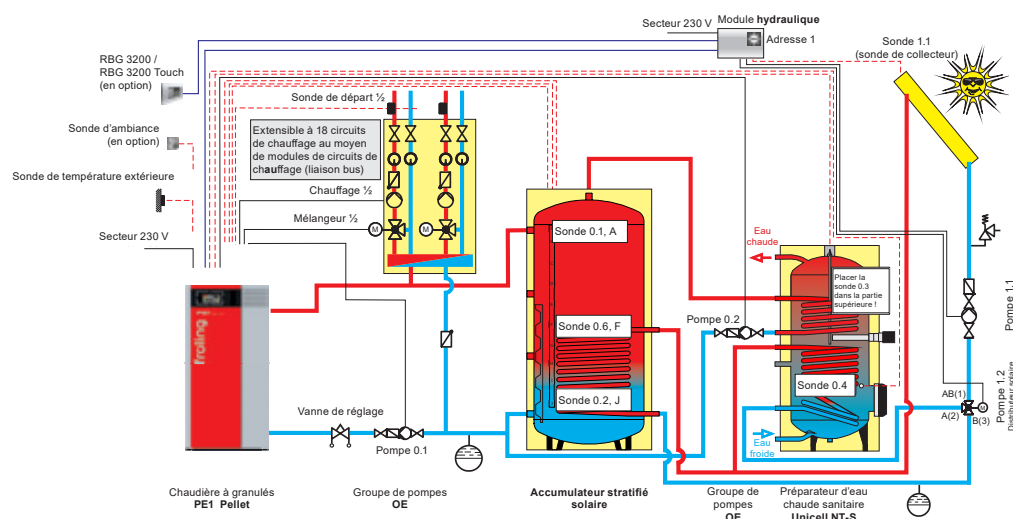 Secteur 230 V
Module hydraulique
Adresse 1
Sonde 1.1
(sonde de collecteur)
RBG 3200 /
RBG 3200 Touch
(en option)
Sonde de départ ½
Sonde d'ambiance
(en option)
Extensible à 18 circuits
de chauffage au moyen
de modules de circuits de
chauffage (liaison bus)
Sonde de température extérieure
Chauffage ½
Mélangeur ½
M
M
Secteur 230 V
Sonde 0.1, A
Eau
chaude
Placer la
sonde 0.3
dans la partie
supérieure !
Pompe 1.1
froling
Sonde 0.6, F
Pompe 0.2
Sonde 0.4
Sonde 0.2, J
Pompe 1.2
Distributeur solaire
AB(1)
A(2)
B(3)
M
Vanne de réglage
Pompe 0.1
Eau
froide
Chaudière à granulés
PE1 Pellet
Groupe de pompes
OE
Accumulateur stratifié
solaire
Groupe de
pompes
OE
Préparateur d'eau
chaude sanitaire
Unicell NT-S